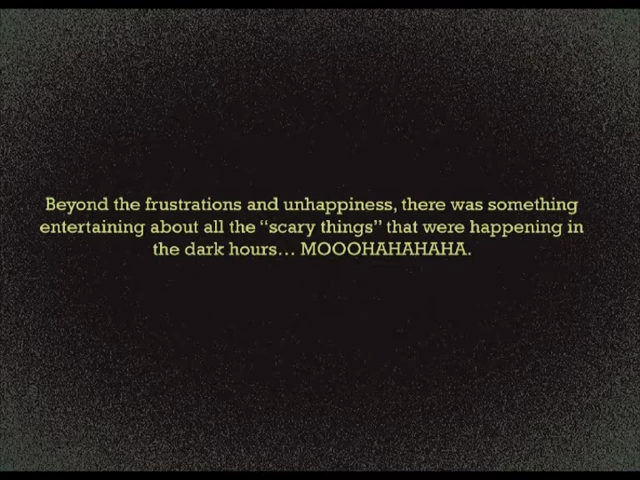 Beyond the frustrations and unhappiness, there was something
entertaining about all the “scary things” that were happening in
the dark hours… MOOOHAHAHAHA.